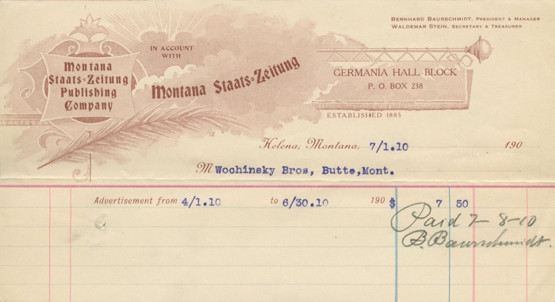 BERNHARD BAURSCHMIDT, PRESIDENT & MANAGER
WALDEMAR STEIN, SECRETARY & TREASURER
Montana
Staats-Zeitung
Publishing
Company
IN ACCOUNT
WITH
Montana Staats-Zeitung
GERMANIA HALL BLOCK
P. O. BOX 238
ESTABLISHED 1885
Helena, Montana, 7/1.10 190
M Wochinsky Bros, Butte,Mont.
Advertisement from 4/1.10 to 6/30.10 190 $ 7 50
Paid 7-8-10
B. Baurschmidt.